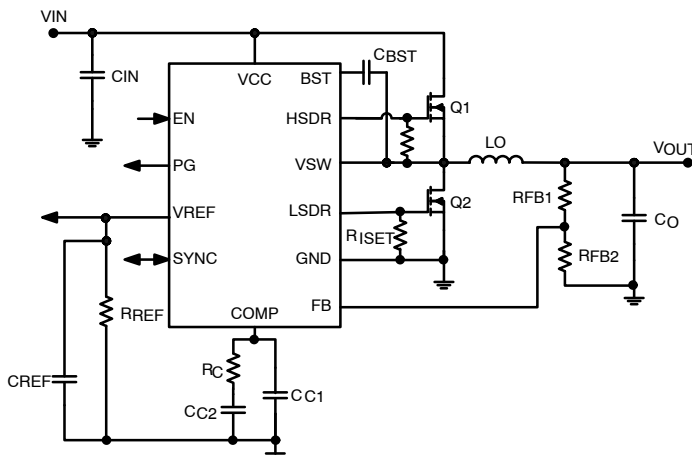 VIN
CIN
VCC
BST
CBST
EN
HSDR
Q1
PG
VSW
LO
VOUT
VREF
LSDR
Q2
RFB1
CO
RISET
SYNC
GND
RFB2
RREF
FB
COMP
CREF
RC
CC2
CC1